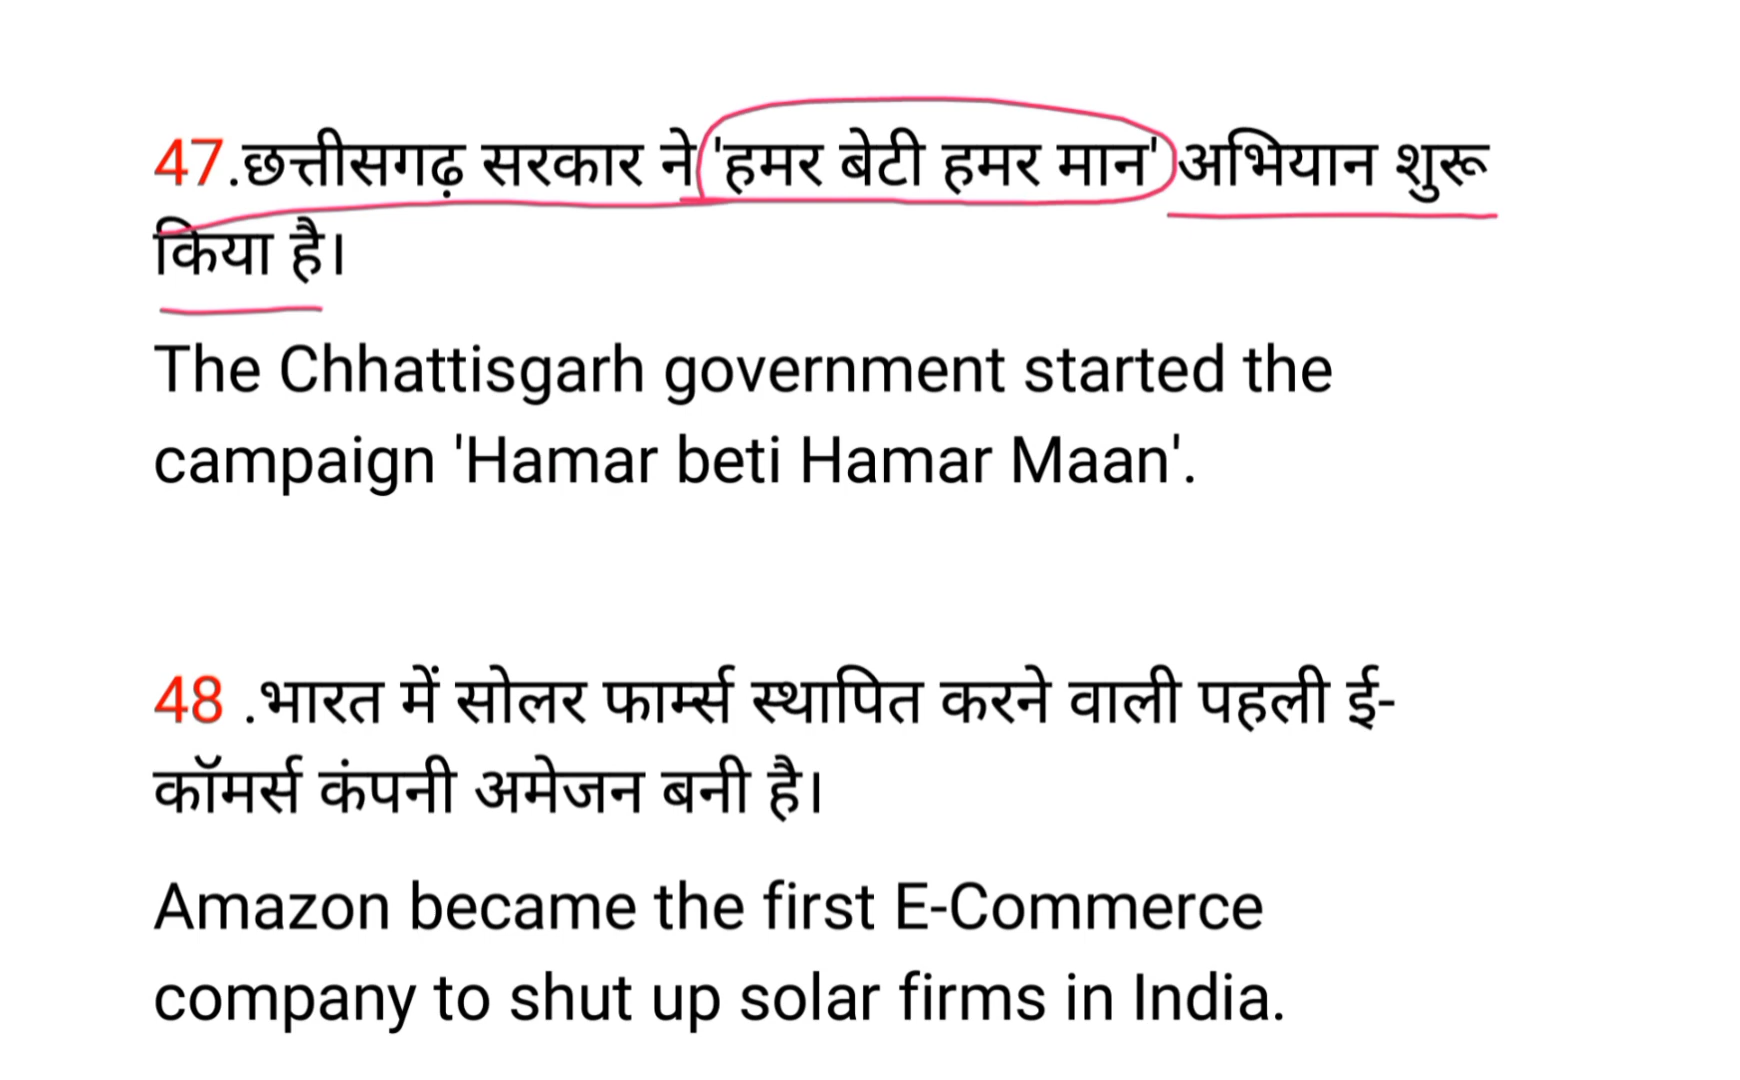 47.छत्तीसगढ़ सरकार ने 'हमर बेटी हमर मान' अभियान शुरू
किया है।
The Chhattisgarh government started the
campaign 'Hamar beti Hamar Maan'.
48 .भारत में सोलर फार्म्स स्थापित करने वाली पहली ई-
कॉमर्स कंपनी अमेजन बनी है।
Amazon became the first E-Commerce
company to shut up solar firms in India.